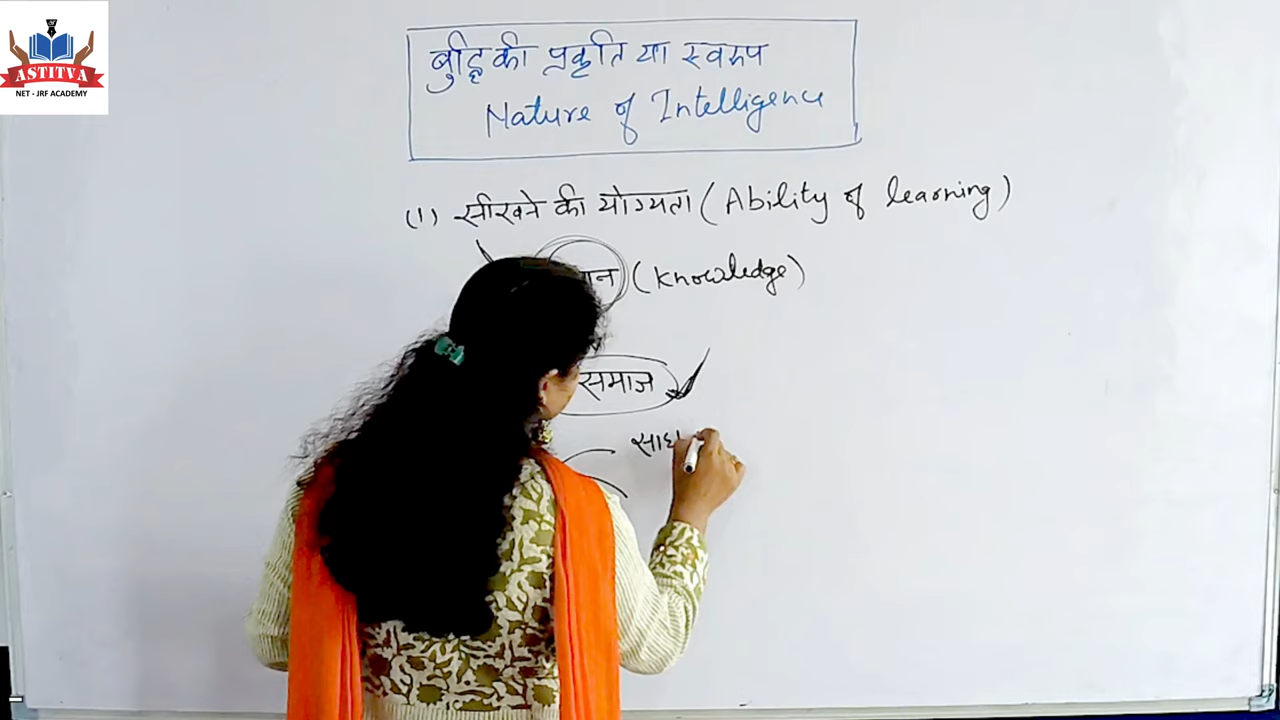 ASTITVA
NET - JRF ACADEMY
बुद्धि की प्रकृति या स्वरूप
Nature of Intelligence
(1) सीखने की योग्यता (Ability of learning)
(knowledge)
समाज